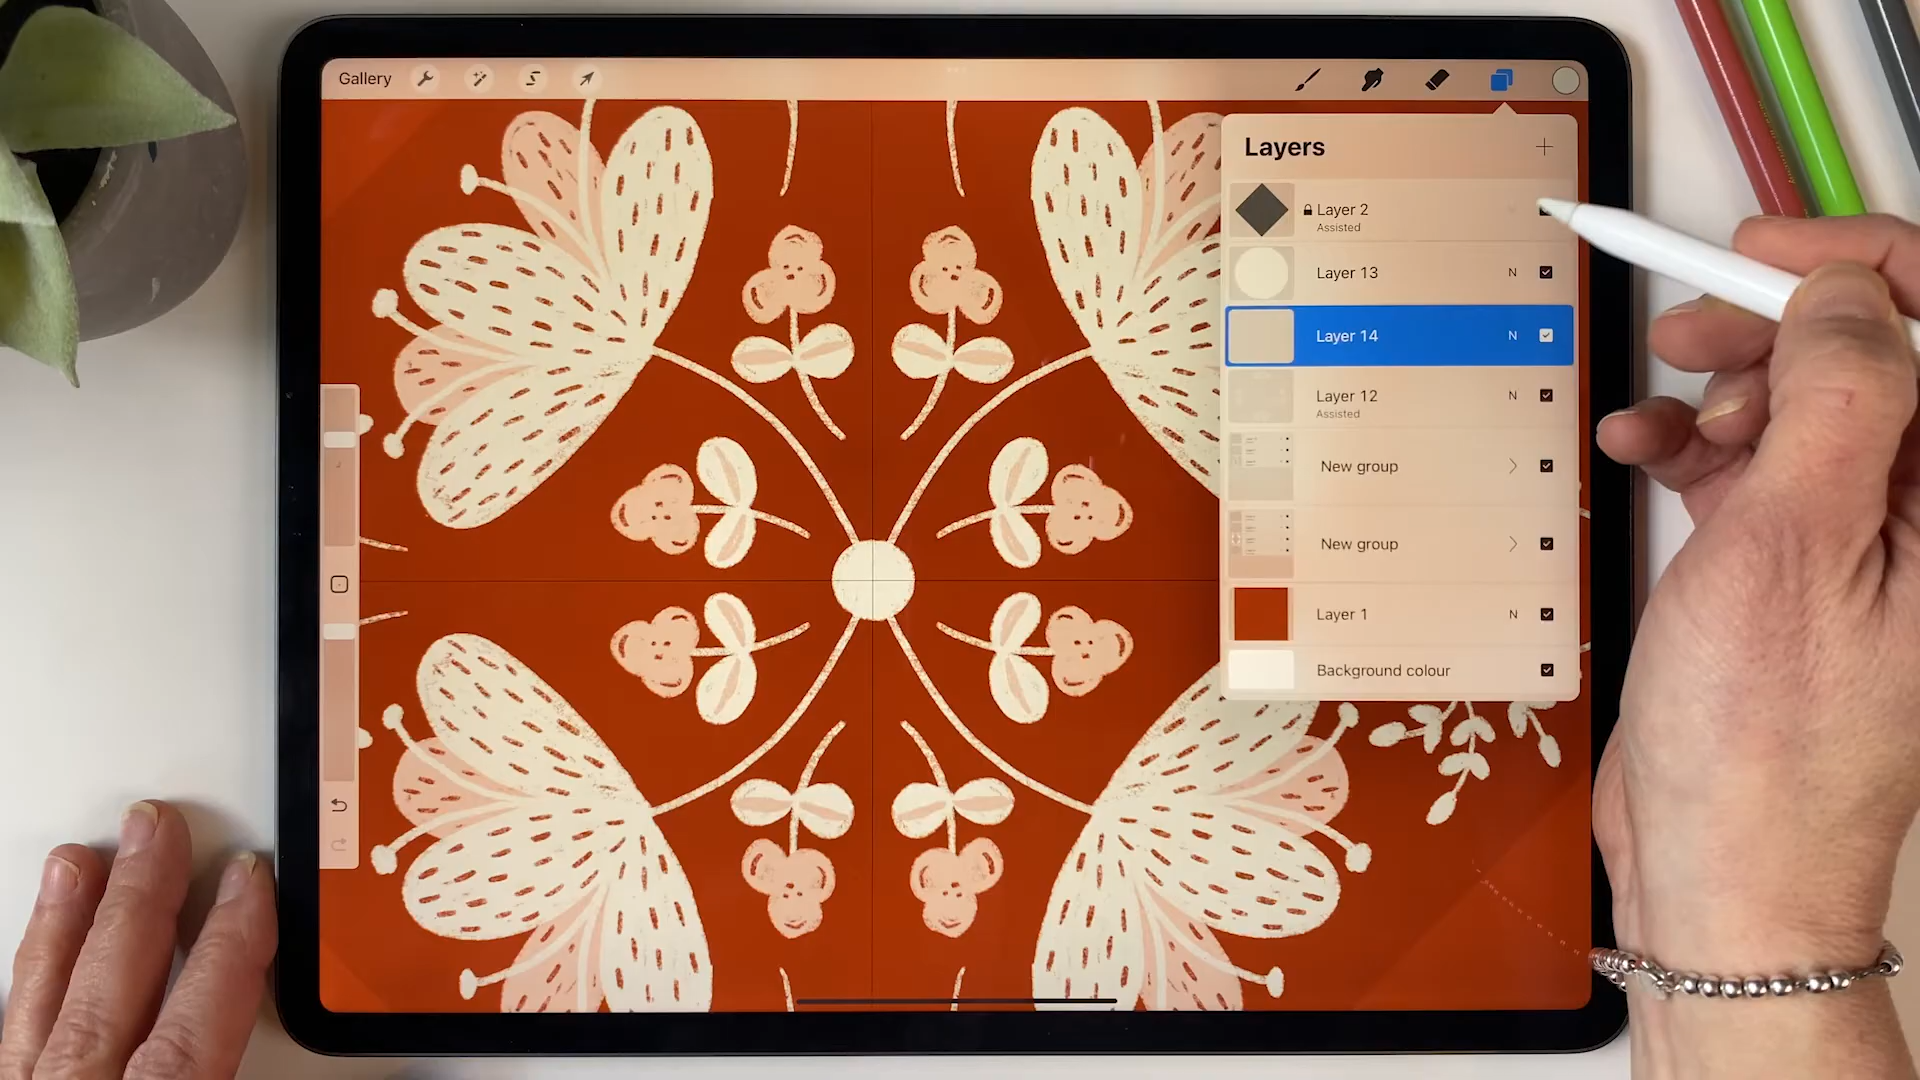 Gallery
Layers
Layer 2
Assisted
Layer 13
N
Layer 14
N
Layer 12
N
Assisted
New group
New group
Layer 1
N
Background colour